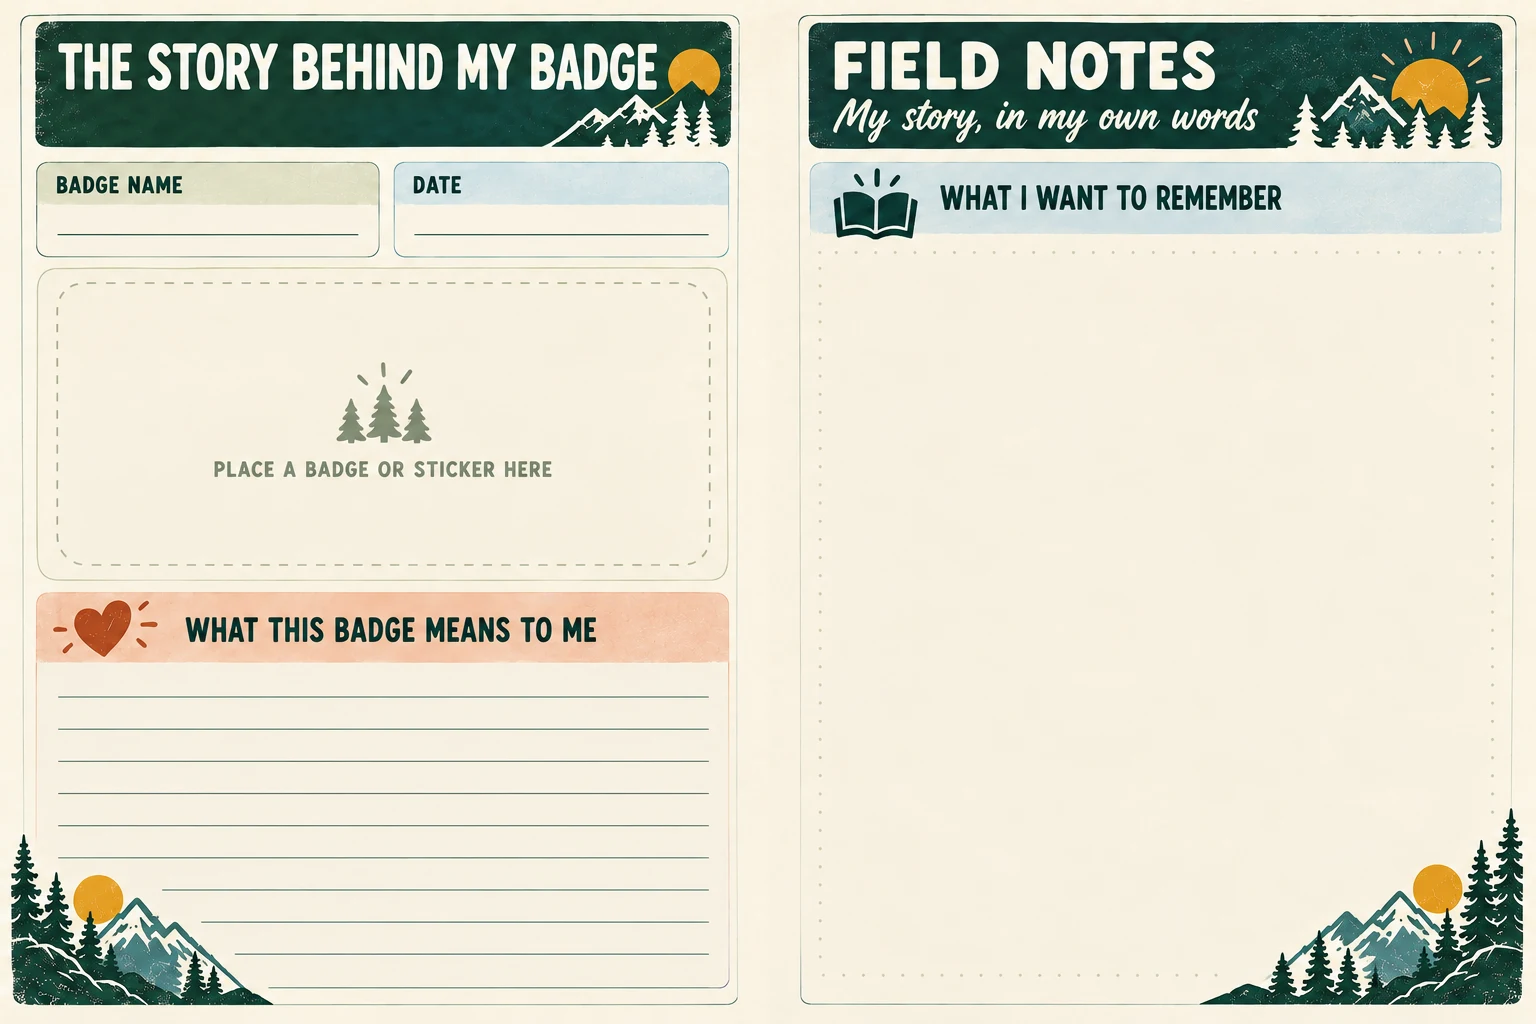 THE STORY BEHIND MY BADGE
BADGE NAME
DATE
PLACE A BADGE OR STICKER HERE
WHAT THIS BADGE MEANS TO ME
FIELD NOTES
My story, in my own words
WHAT I WANT TO REMEMBER